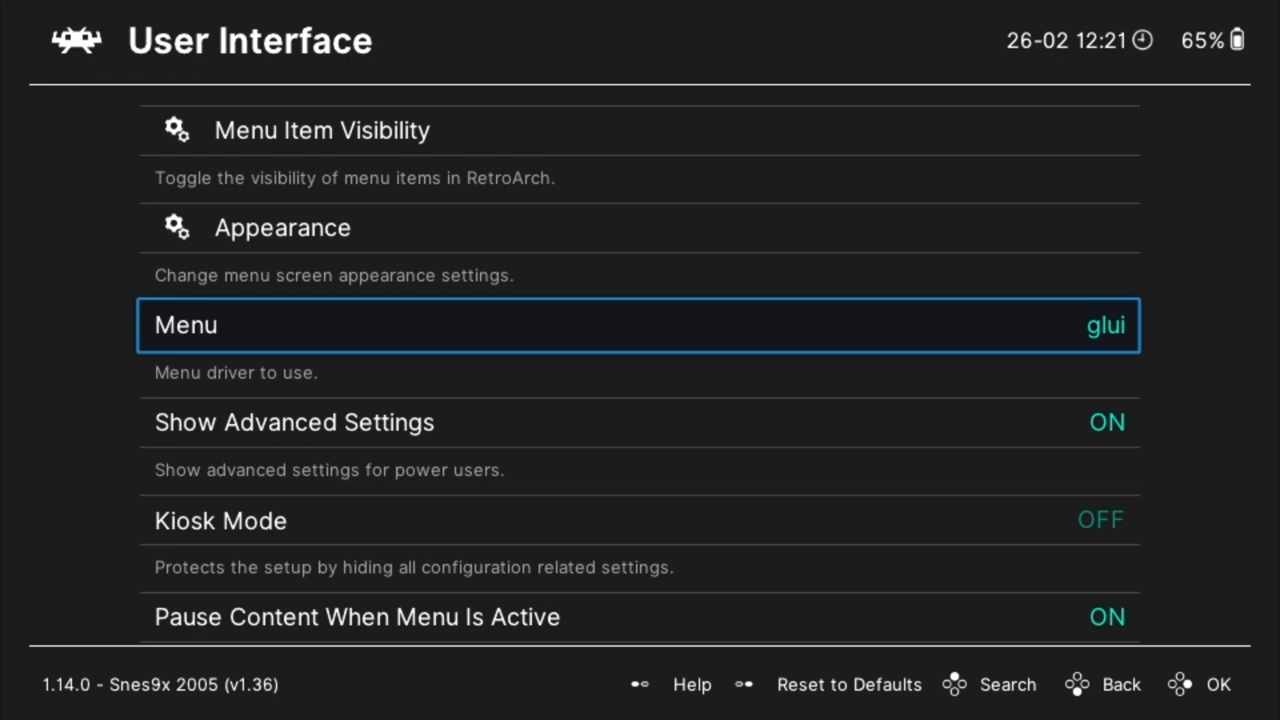 User Interface
26-02 12:21 65%
Menu Item Visibility
Toggle the visibility of menu items in RetroArch.
Appearance
Change menu screen appearance settings.
Menu glui
Menu driver to use.
Show Advanced Settings ON
Show advanced settings for power users.
Kiosk Mode OFF
Protects the setup by hiding all configuration related settings.
Pause Content When Menu Is Active ON
1.14.0 - Snes9x 2005 (v1.36) Help Reset to Defaults Search Back OK